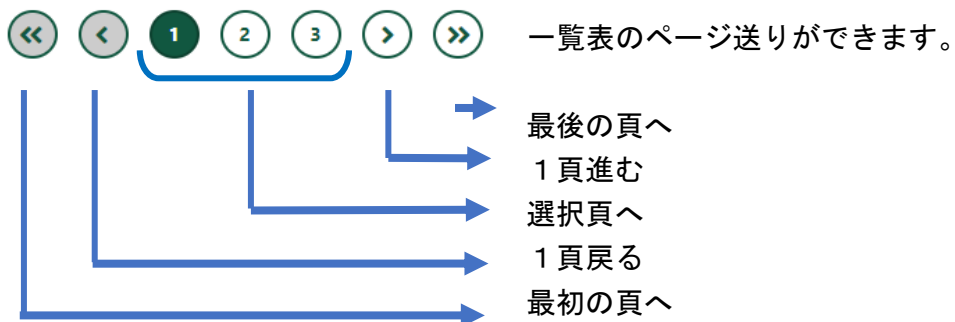 « ‹ 1 2 3 › » 一覧表のページ送りができます。
最後の頁へ
１頁進む
選択頁へ
１頁戻る
最初の頁へ